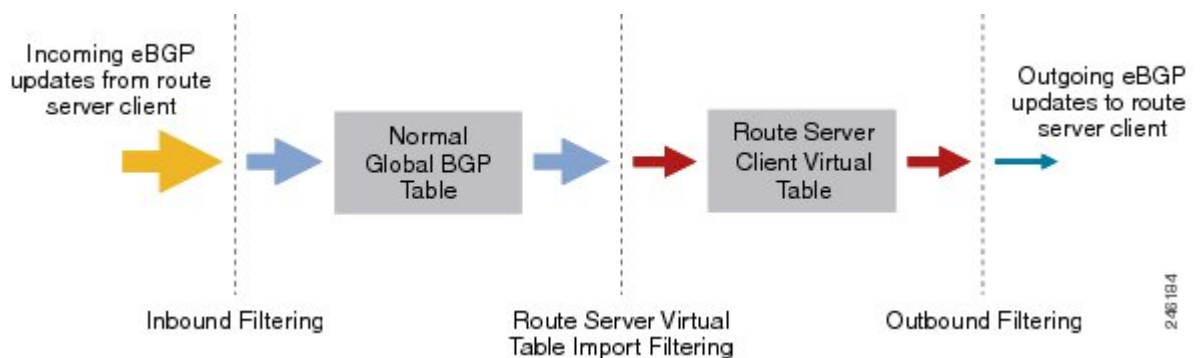 Incoming eBGP
updates from route
server client
Normal
Global BGP
Table
Route Server
Client Virtual
Table
Outgoing eBGP
updates to route
server client
Inbound Filtering
Route Server Virtual
Table Import Filtering
Outbound Filtering
246184